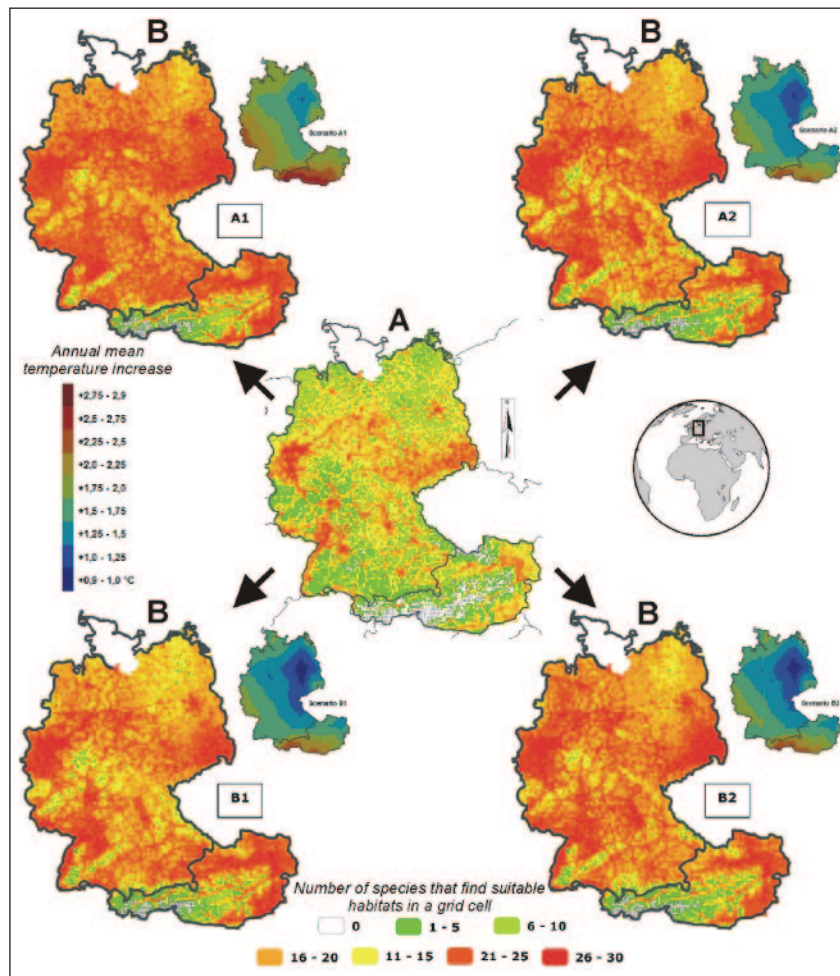 B
B
Scenario A1
Scenario A2
A1
A2
A
Annual mean
temperature increase
+2,75 - 2,9
+2,5 - 2,75
+2,25 - 2,5
+2,0 - 2,25
+1,75 - 2,0
+1,5 - 1,75
+1,25 - 1,5
+1,0 - 1,25
+0,9 - 1,0 °C
B
B
Scenario B1
Scenario B2
B1
B2
Number of species that find suitable
habitats in a grid cell
0 1 - 5 6 - 10
16 - 20 11 - 15 21 - 25 26 - 30